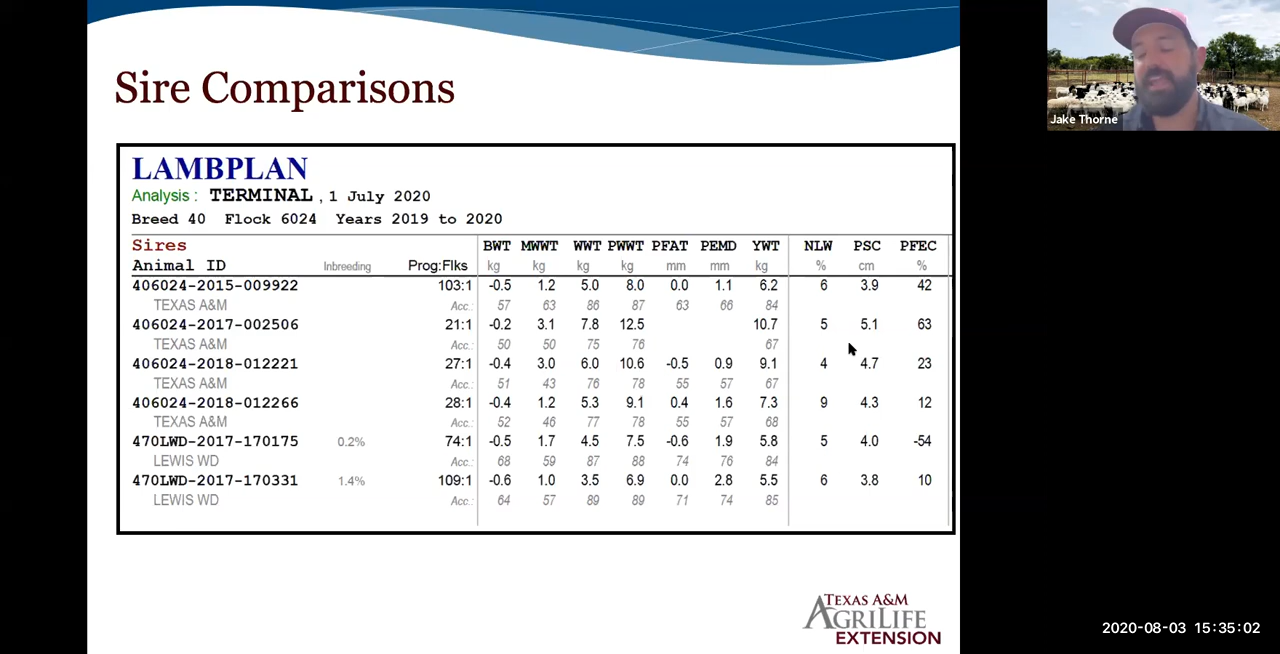 Sire Comparisons
Jake Thorne
LAMBPLAN
Analysis : TERMINAL , 1 July 2020
Breed 40 Flock 6024 Years 2019 to 2020
Sires BWT MWWT WWT PWWT PFAT PEMD YWT NLW PSC PFEC
Animal ID Inbreeding Prog:Flks kg kg kg kg mm mm kg % cm %
406024-2015-009922 103:1 -0.5 1.2 5.0 8.0 0.0 1.1 6.2 6 3.9 42
TEXAS A&M Acc.: 57 63 86 87 63 66 84
406024-2017-002506 21:1 -0.2 3.1 7.8 12.5 10.7 5 5.1 63
TEXAS A&M Acc.: 50 50 75 76 67
406024-2018-012221 27:1 -0.4 3.0 6.0 10.6 -0.5 0.9 9.1 4 4.7 23
TEXAS A&M Acc.: 51 43 76 78 55 57 67
406024-2018-012266 28:1 -0.4 1.2 5.3 9.1 0.4 1.6 7.3 9 4.3 12
TEXAS A&M Acc.: 52 46 77 78 55 57 68
470LWD-2017-170175 0.2% 74:1 -0.5 1.7 4.5 7.5 -0.6 1.9 5.8 5 4.0 -54
LEWIS WD Acc.: 68 59 87 88 74 76 84
470LWD-2017-170331 1.4% 109:1 -0.6 1.0 3.5 6.9 0.0 2.8 5.5 6 3.8 10
LEWIS WD Acc.: 64 57 89 89 71 74 85
TEXAS A&M
AGRILIFE
EXTENSION
2020-08-03 15:35:02